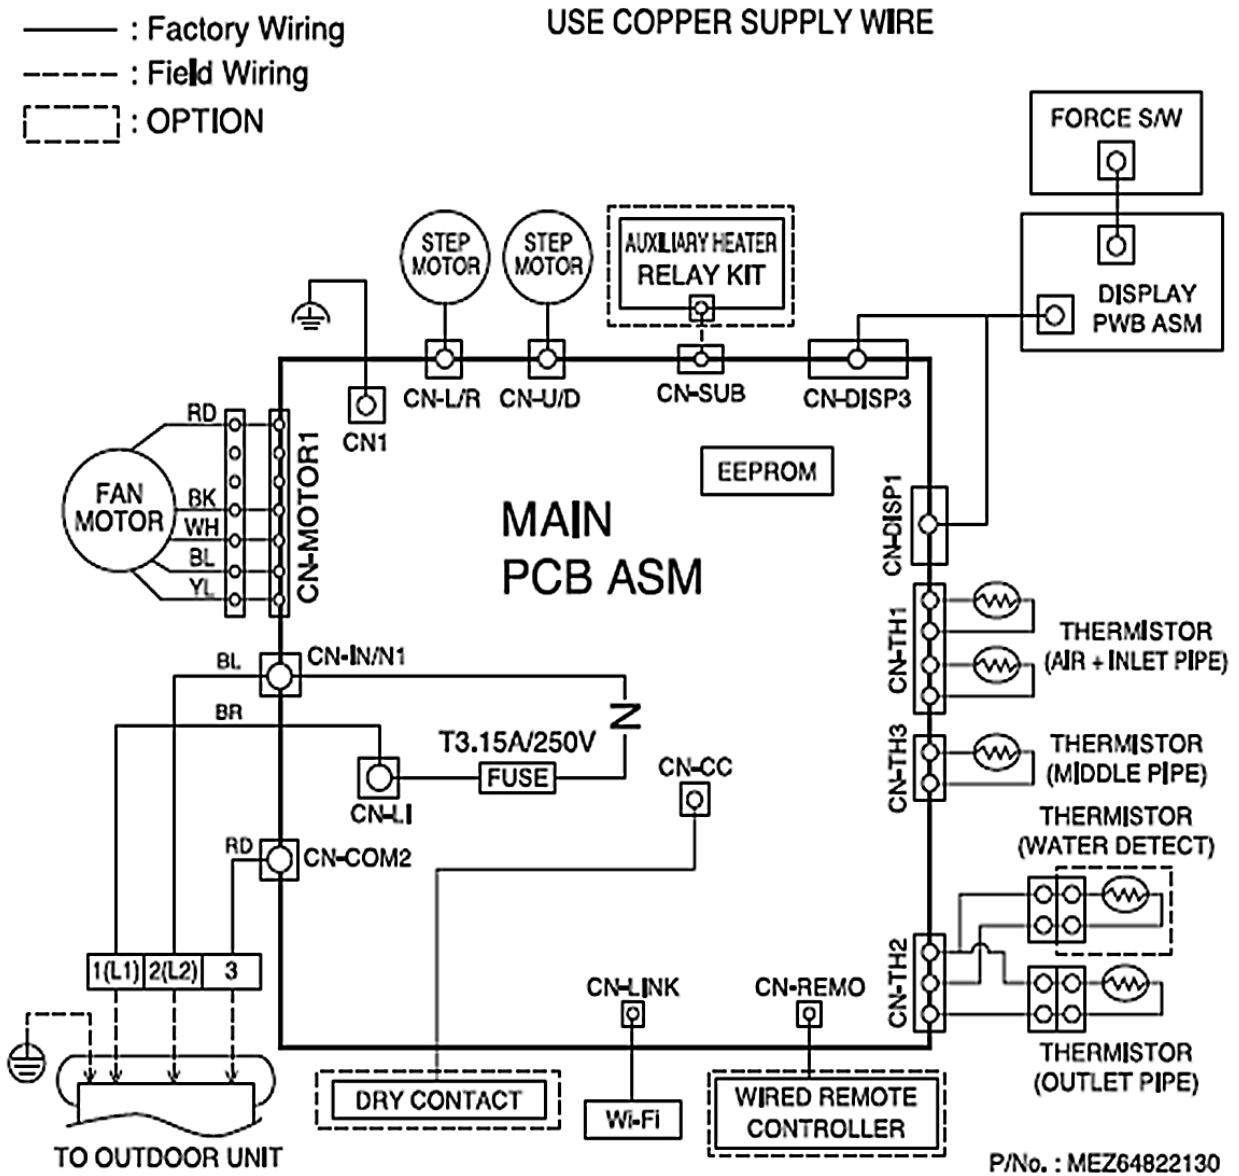 : Factory Wiring
: Field Wiring
: OPTION
USE COPPER SUPPLY WIRE
FORCE S/W
DISPLAY
PWB ASM
STEP
MOTOR
STEP
MOTOR
AUXILIARY HEATER
RELAY KIT
CN-L/R
CN-U/D
CN-SUB
CN-DISP3
CN1
RD
BK
WH
BL
YL
FAN
MOTOR
CN-MOTOR1
EEPROM
MAIN
PCB ASM
CN-DISP1
CN-TH1
THERMISTOR
(AIR + INLET PIPE)
CN-IN/N1
BL
BR
N
T3.15A/250V
FUSE
CN-LI
CN-CC
CN-TH3
THERMISTOR
(MIDDLE PIPE)
THERMISTOR
(WATER DETECT)
RD
CN-COM2
CN-TH2
1(L1)
2(L2)
3
CN-LINK
CN-REMO
THERMISTOR
(OUTLET PIPE)
DRY CONTACT
Wi-Fi
WIRED REMOTE
CONTROLLER
TO OUTDOOR UNIT
P/No. : MEZ64822130